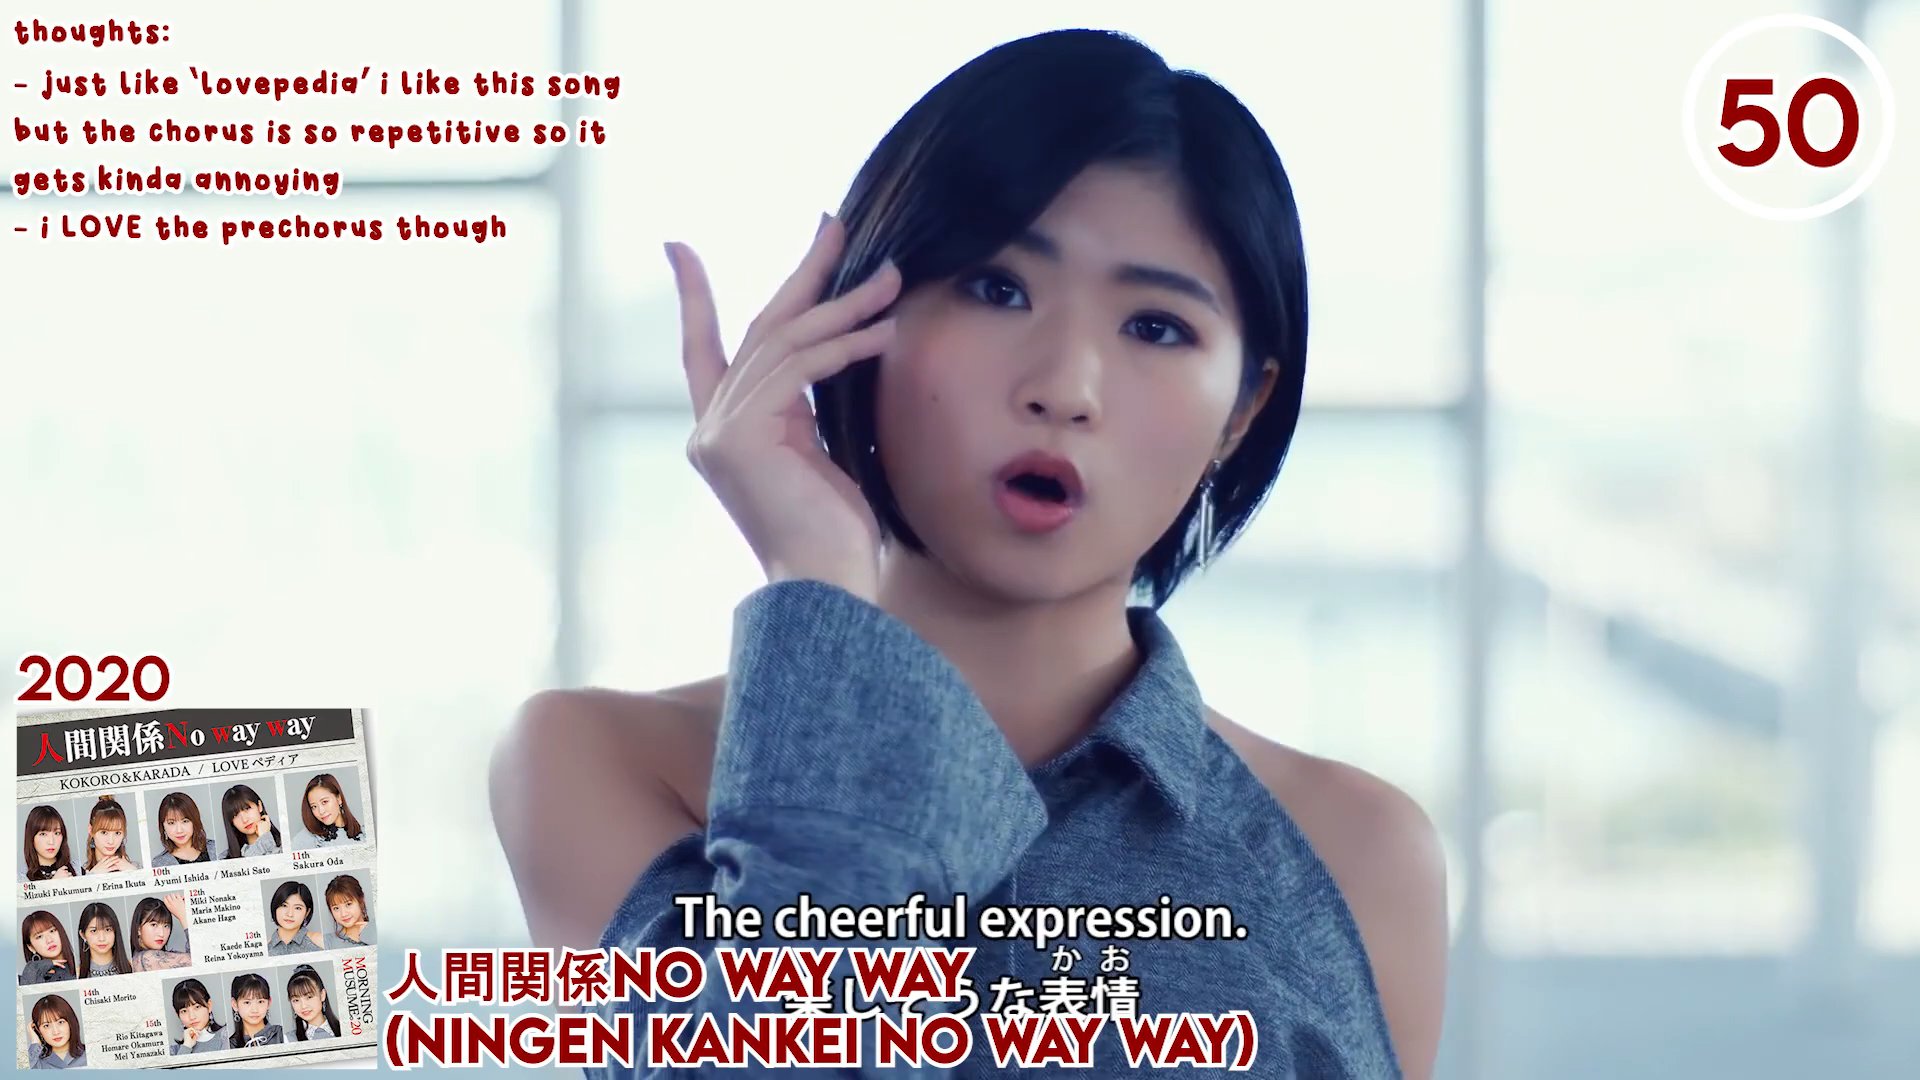 thoughts:
- just like 'lovepedia' i like this song
but the chorus is so repetitive so it
gets kinda annoying
- i LOVE the prechorus though
50
2020
人間関係No way way
KOKORO&KARADA / LOVEペディア
9th
Mizuki Fukumura / Erina Ikuta
10th
Ayumi Ishida / Masaki Sato
11th
Sakura Oda
12th
Miki Nonaka
Maria Makino
Akane Haga
13th
Kaede Kaga
Reina Yokoyama
14th
Chisaki Morito
15th
Rio Kitagawa
Homare Okamura
Mei Yamazaki
MORNING
MUSUME。'20
The cheerful expression.
かお
うな表情
人間関係NO WAY WAY
(NINGEN KANKEI NO WAY WAY)